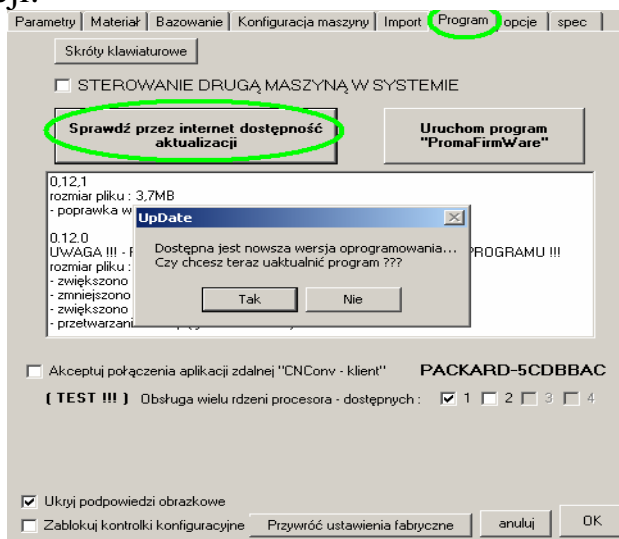 Parametry Materiał Bazowanie Konfiguracja maszyny Import Program opcje spec
Skróty klawiaturowe
STEROWANIE DRUGĄ MASZYNĄ W SYSTEMIE
Sprawdź przez internet dostępność
aktualizacji
Uruchom program
"PromaFirmWare"
0,12,1
rozmiar pliku : 3,7MB
- poprawka w
0.12.0
UWAGA !!! - PROGRAMU !!!
rozmiar pliku :
- zwiększono
- zmniejszono
- zwiększono
- przetwarzani
UpDate
Dostępna jest nowsza wersja oprogramowania...
Czy chcesz teraz uaktualnić program ???
Tak Nie
Akceptuj połączenia aplikacji zdalnej "CNConv - klient" PACKARD-5CDBBAC
( TEST !!! ) Obsługa wielu rdzeni procesora - dostępnych : 1 2 3 4
Ukryj podpowiedzi obrazkowe
Zablokuj kontrolki konfiguracyjne Przywróć ustawienia fabryczne anuluj OK